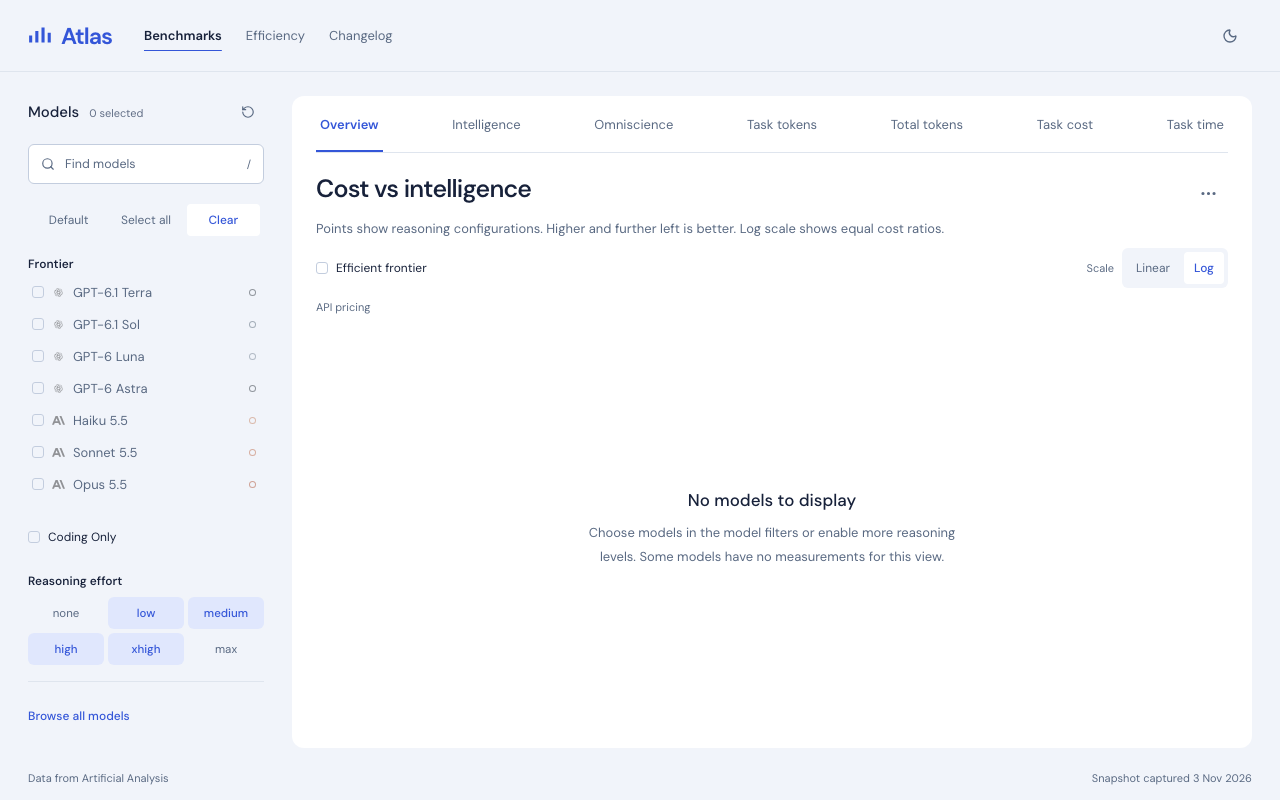 Atlas
Benchmarks
Efficiency
Changelog
Models
0 selected
Find models
/
Default
Select all
Clear
Frontier
GPT-6.1 Terra
GPT-6.1 Sol
GPT-6 Luna
GPT-6 Astra
Haiku 5.5
Sonnet 5.5
Opus 5.5
Coding Only
Reasoning effort
none
low
medium
high
xhigh
max
Browse all models
Overview
Intelligence
Omniscience
Task tokens
Total tokens
Task cost
Task time
Cost vs intelligence
Points show reasoning configurations. Higher and further left is better. Log scale shows equal cost ratios.
Efficient frontier
Scale
Linear
Log
API pricing
No models to display
Choose models in the model filters or enable more reasoning
levels. Some models have no measurements for this view.
Data from Artificial Analysis
Snapshot captured 3 Nov 2026